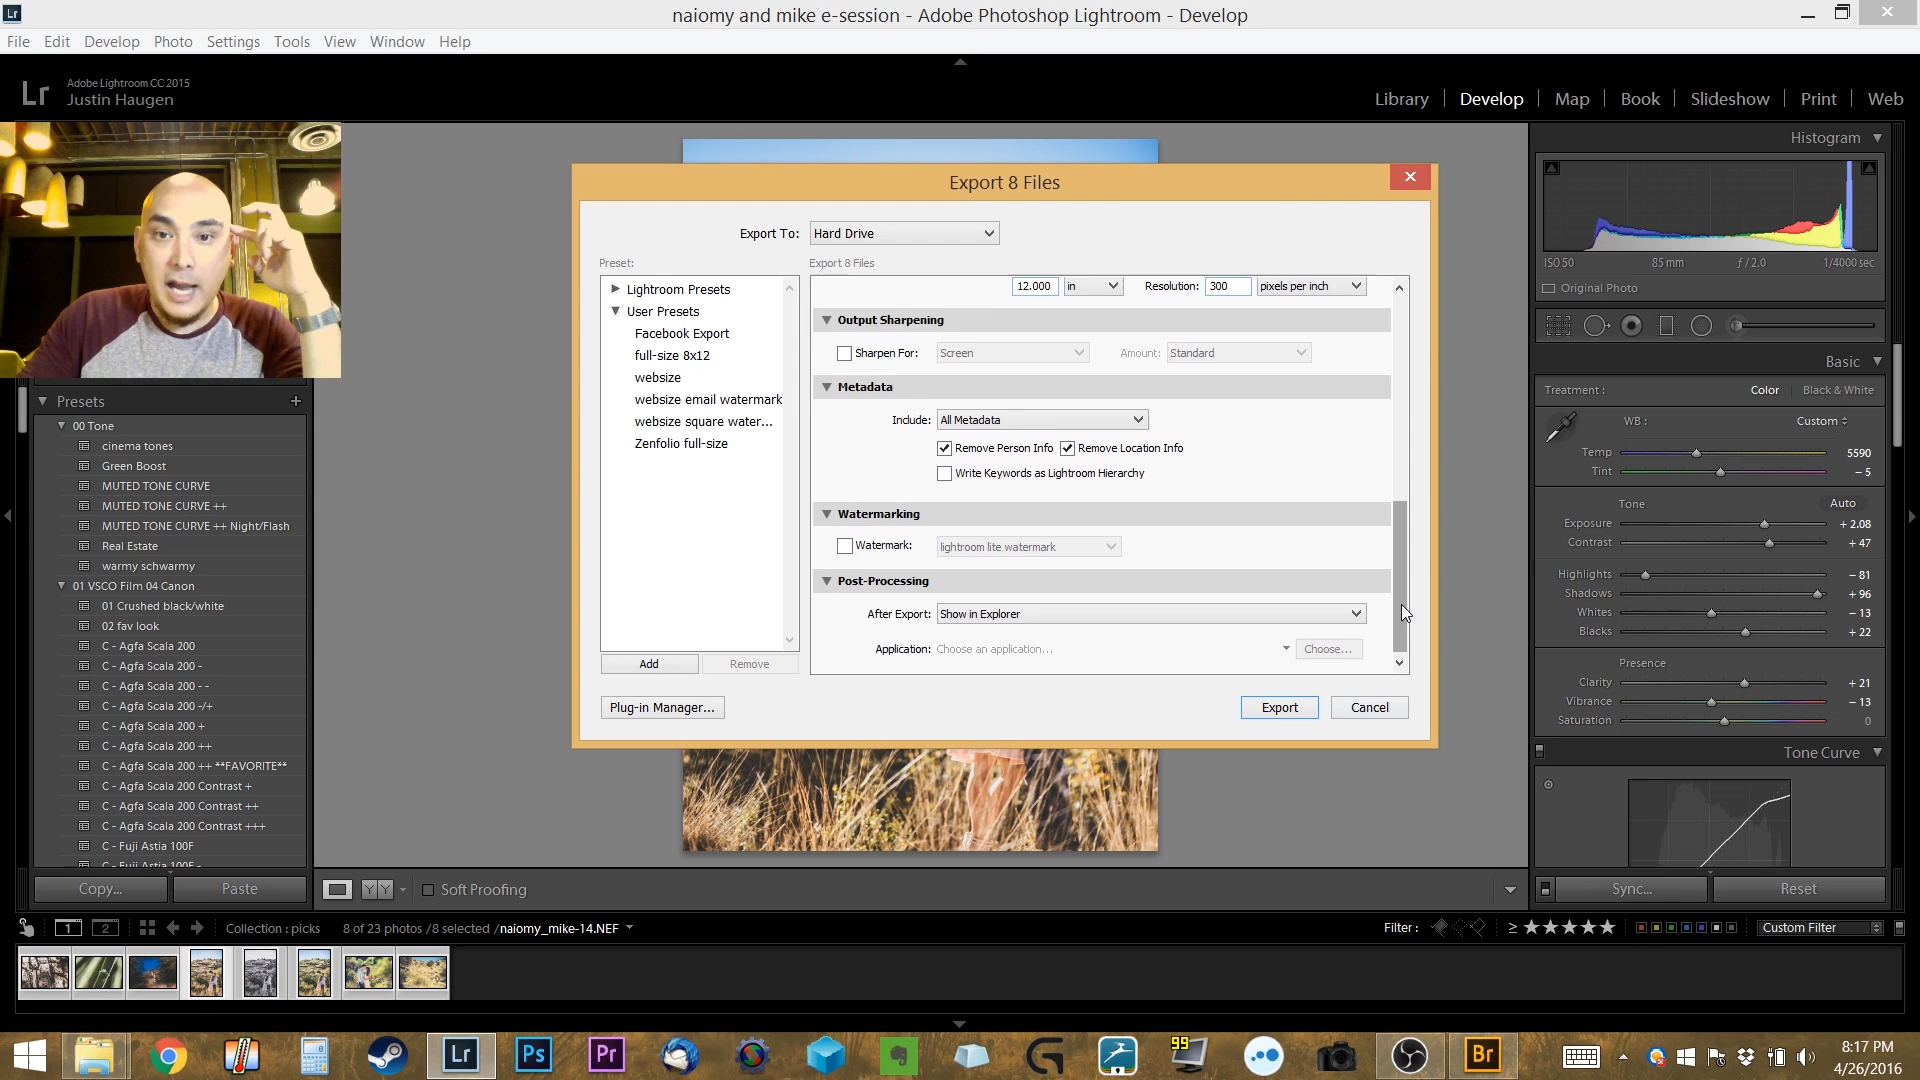 Lr
naiomy and mike e-session - Adobe Photoshop Lightroom - Develop
File Edit Develop Photo Settings Tools View Window Help
Lr
Adobe Lightroom CC 2015
Justin Haugen
Library Develop Map Book Slideshow Print Web
Histogram
ISO 50 85 mm ƒ / 2.0 1/4000 sec
Original Photo
Basic
Treatment : Color Black & White
WB : Custom
Temp 5590
Tint – 5
Tone Auto
Exposure + 2.08
Contrast + 47
Highlights – 81
Shadows + 96
Whites – 13
Blacks + 22
Presence
Clarity + 21
Vibrance – 13
Saturation 0
Tone Curve
Sync... Reset
Export 8 Files
Export To: Hard Drive
Preset:
Lightroom Presets
User Presets
Facebook Export
full-size 8x12
websize
websize email watermark
websize square water...
Zenfolio full-size
Add Remove
Plug-in Manager...
Export 8 Files
12.000 in Resolution: 300 pixels per inch
Output Sharpening
Sharpen For: Screen Amount: Standard
Metadata
Include: All Metadata
Remove Person Info Remove Location Info
Write Keywords as Lightroom Hierarchy
Watermarking
Watermark: lightroom lite watermark
Post-Processing
After Export: Show in Explorer
Application: Choose an application... Choose...
Export Cancel
Presets
00 Tone
cinema tones
Green Boost
MUTED TONE CURVE
MUTED TONE CURVE ++
MUTED TONE CURVE ++ Night/Flash
Real Estate
warmy schwarmy
01 VSCO Film 04 Canon
01 Crushed black/white
02 fav look
C - Agfa Scala 200
C - Agfa Scala 200 -
C - Agfa Scala 200 - -
C - Agfa Scala 200 -/+
C - Agfa Scala 200 +
C - Agfa Scala 200 ++
C - Agfa Scala 200 ++ **FAVORITE**
C - Agfa Scala 200 Contrast +
C - Agfa Scala 200 Contrast ++
C - Agfa Scala 200 Contrast +++
C - Fuji Astia 100F
C - Fuji Astia 100F -
Copy... Paste
YY Soft Proofing
1 2 Collection : picks 8 of 23 photos /8 selected /naiomy_mike-14.NEF
Filter : ≥ Custom Filter
Lr Ps Pr 99 Br
8:17 PM
4/26/2016